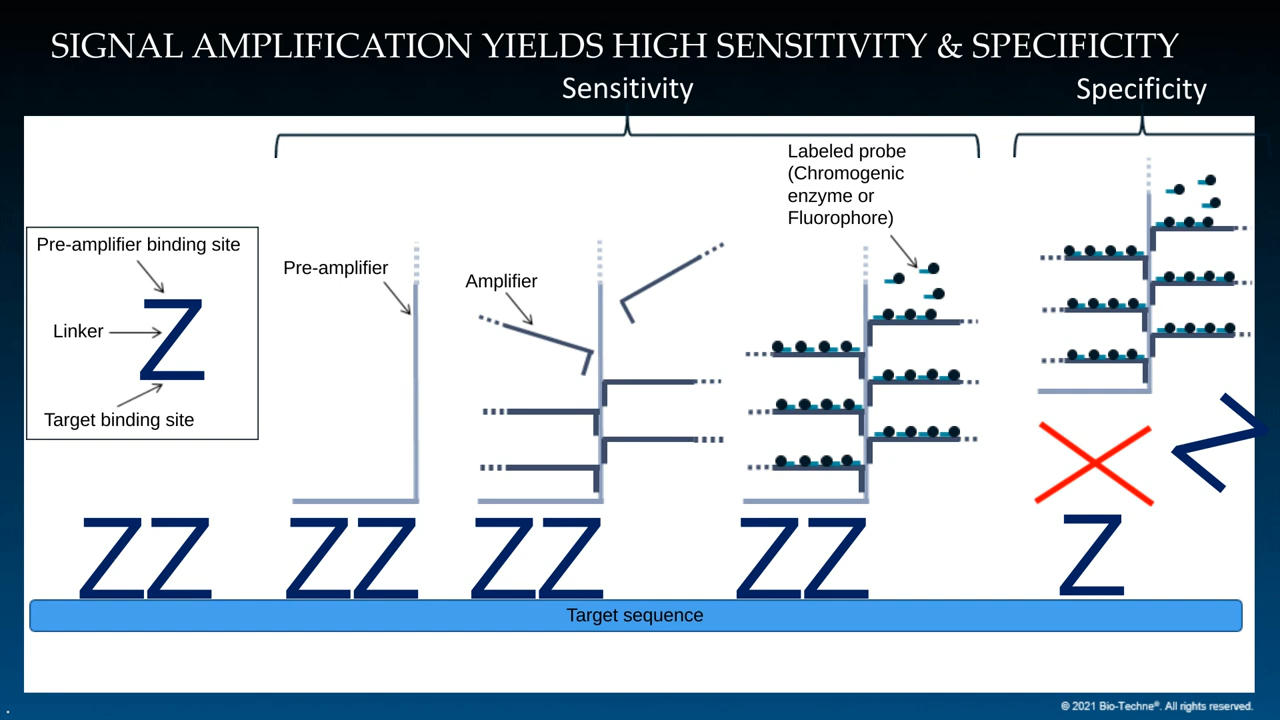 SIGNAL AMPLIFICATION YIELDS HIGH SENSITIVITY & SPECIFICITY
Sensitivity
Specificity
Labeled probe
(Chromogenic
enzyme or
Fluorophore)
Pre-amplifier binding site
Linker
Z
Target binding site
Pre-amplifier
Amplifier
ZZ ZZ ZZ ZZ Z
Target sequence
© 2021 Bio-Techne®. All rights reserved.